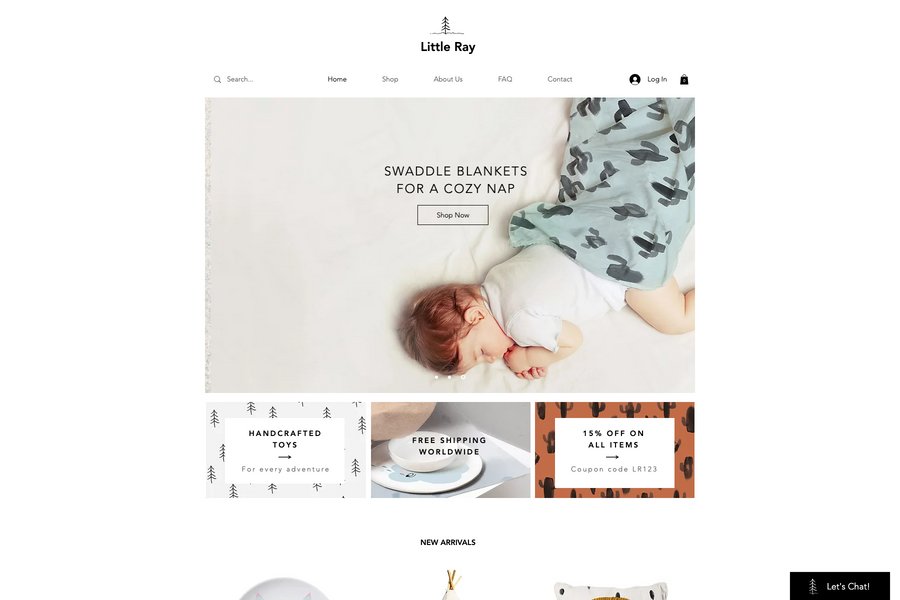 Little Ray
Search...
Home
Shop
About Us
FAQ
Contact
Log In
0
SWADDLE BLANKETS
FOR A COZY NAP
Shop Now
HANDCRAFTED
TOYS
For every adventure
FREE SHIPPING
WORLDWIDE
15% OFF ON
ALL ITEMS
Coupon code LR123
NEW ARRIVALS
Let's Chat!